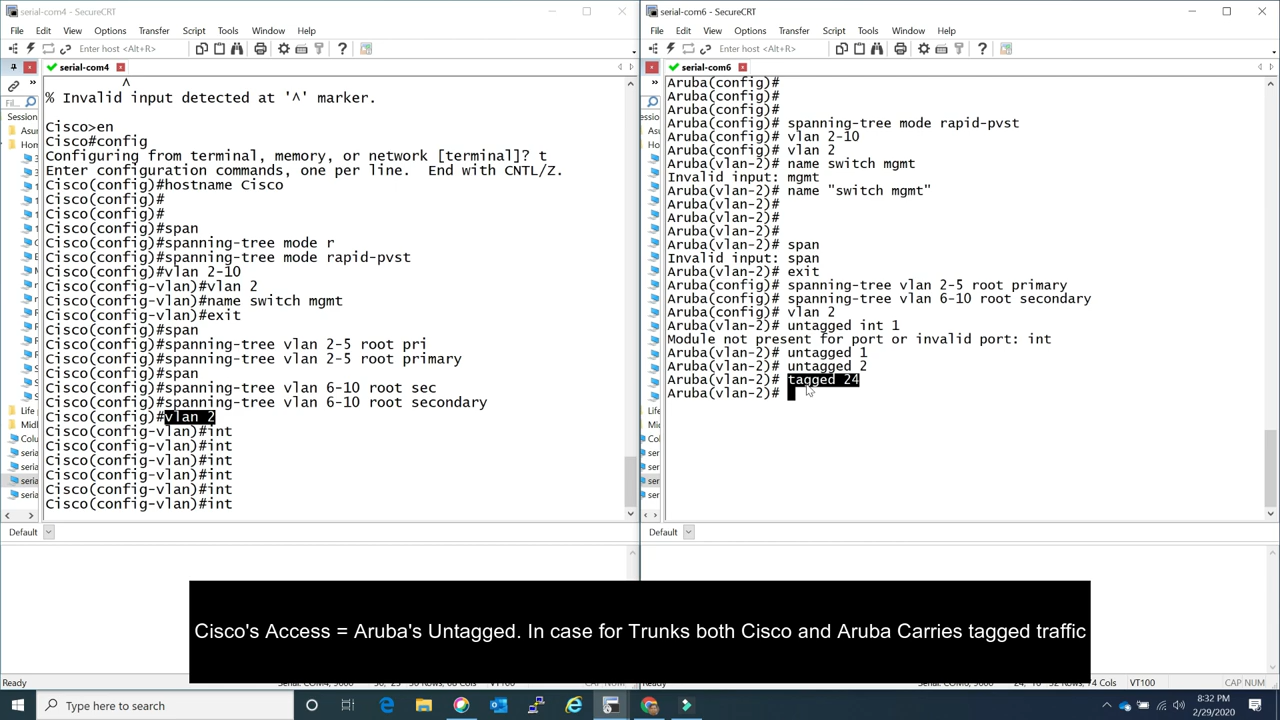 serial-com4 - SecureCRT
File Edit View Options Transfer Script Tools Window Help
Enter host <Alt+R>
serial-com4
^
% Invalid input detected at '^' marker.
Cisco>en
Cisco#config
Configuring from terminal, memory, or network [terminal]? t
Enter configuration commands, one per line. End with CNTL/Z.
Cisco(config)#hostname Cisco
Cisco(config)#
Cisco(config)#
Cisco(config)#span
Cisco(config)#spanning-tree mode r
Cisco(config)#spanning-tree mode rapid-pvst
Cisco(config)#vlan 2-10
Cisco(config-vlan)#vlan 2
Cisco(config-vlan)#name switch mgmt
Cisco(config-vlan)#exit
Cisco(config)#span
Cisco(config)#spanning-tree vlan 2-5 root pri
Cisco(config)#spanning-tree vlan 2-5 root primary
Cisco(config)#span
Cisco(config)#spanning-tree vlan 6-10 root sec
Cisco(config)#spanning-tree vlan 6-10 root secondary
Cisco(config)#vlan 2
Cisco(config-vlan)#int
Cisco(config-vlan)#int
Cisco(config-vlan)#int
Cisco(config-vlan)#int
Cisco(config-vlan)#int
Cisco(config-vlan)#int
Default
Ready
serial-com6 - SecureCRT
File Edit View Options Transfer Script Tools Window Help
Enter host <Alt+R>
serial-com6
Aruba(config)#
Aruba(config)#
Aruba(config)#
Aruba(config)# spanning-tree mode rapid-pvst
Aruba(config)# vlan 2-10
Aruba(config)# vlan 2
Aruba(vlan-2)# name switch mgmt
Invalid input: mgmt
Aruba(vlan-2)# name "switch mgmt"
Aruba(vlan-2)#
Aruba(vlan-2)#
Aruba(vlan-2)#
Aruba(vlan-2)# span
Invalid input: span
Aruba(vlan-2)# exit
Aruba(config)# spanning-tree vlan 2-5 root primary
Aruba(config)# spanning-tree vlan 6-10 root secondary
Aruba(config)# vlan 2
Aruba(vlan-2)# untagged int 1
Module not present for port or invalid port: int
Aruba(vlan-2)# untagged 1
Aruba(vlan-2)# untagged 2
Aruba(vlan-2)# tagged 24
Aruba(vlan-2)#
Default
Ready
VT100
CAP NUM
Cisco's Access = Aruba's Untagged. In case for Trunks both Cisco and Aruba Carries tagged traffic
Type here to search
8:32 PM
2/29/2020